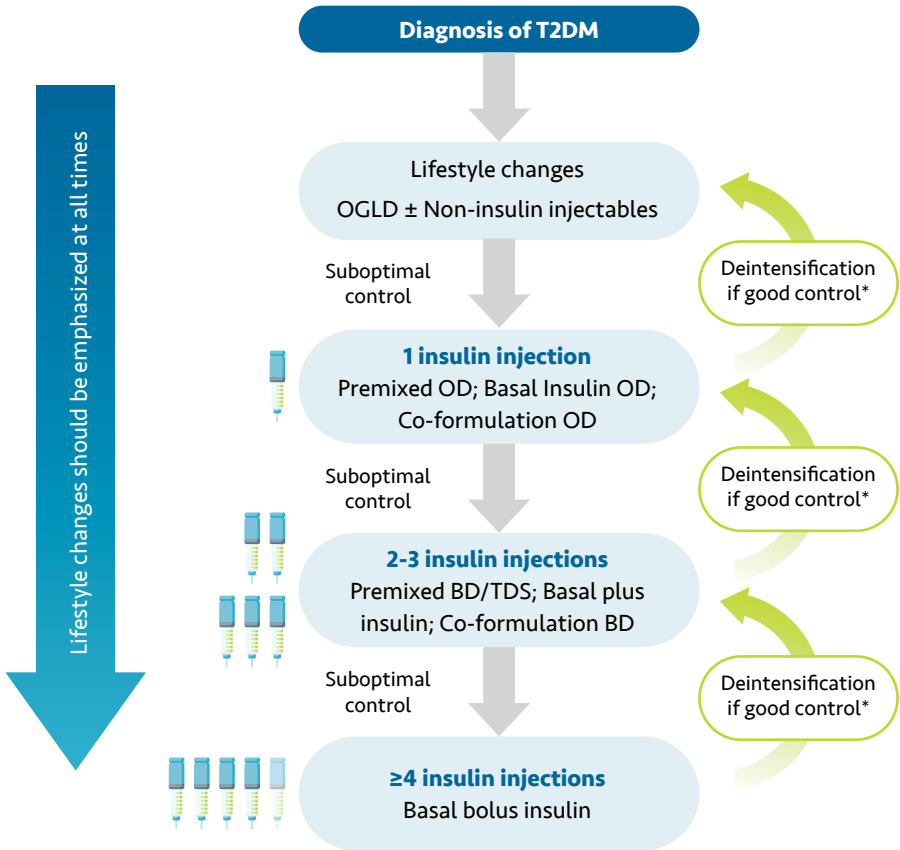 Diagnosis of T2DM
Lifestyle changes should be emphasized at all times
Lifestyle changes
OGLD ± Non-insulin injectables
Suboptimal
control
Deintensification
if good control*
1 insulin injection
Premixed OD; Basal Insulin OD;
Co-formulation OD
Suboptimal
control
Deintensification
if good control*
2-3 insulin injections
Premixed BD/TDS; Basal plus
insulin; Co-formulation BD
Suboptimal
control
Deintensification
if good control*
≥4 insulin injections
Basal bolus insulin